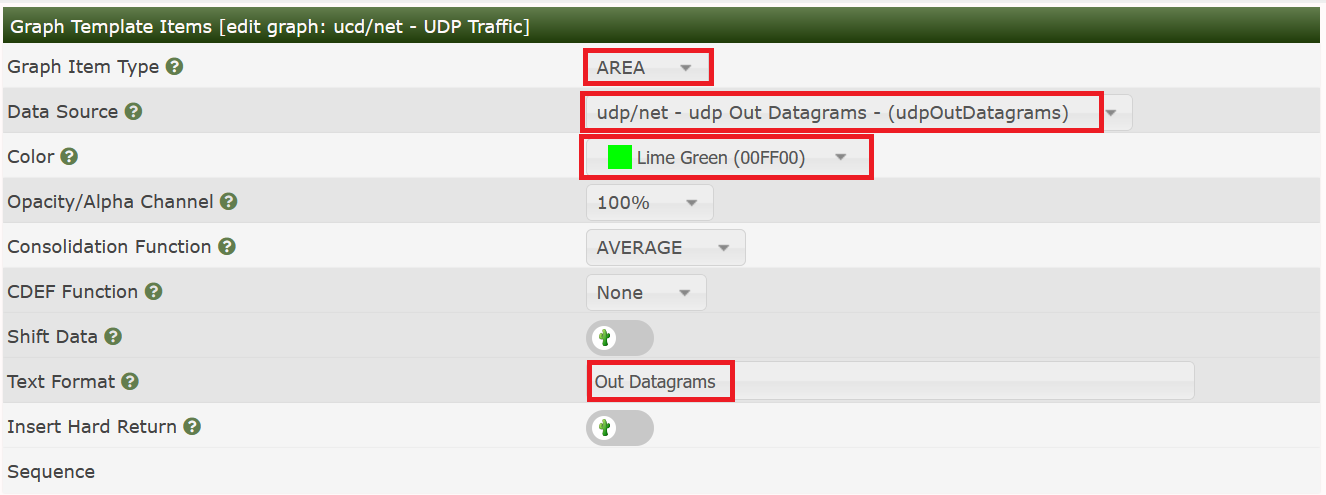 Graph Template Items [edit graph: ucd/net - UDP Traffic]
Graph Item Type AREA
Data Source udp/net - udp Out Datagrams - (udpOutDatagrams)
Color Lime Green (00FF00)
Opacity/Alpha Channel 100%
Consolidation Function AVERAGE
CDEF Function None
Shift Data
Text Format Out Datagrams
Insert Hard Return
Sequence